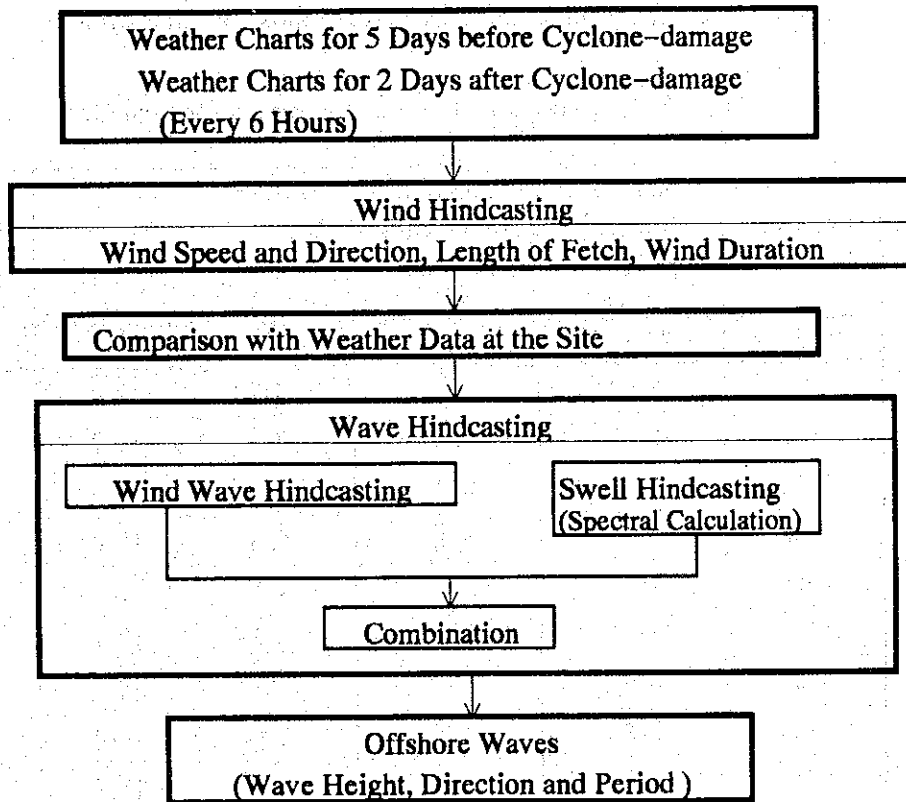 Weather Charts for 5 Days before Cyclone-damage
Weather Charts for 2 Days after Cyclone-damage
(Every 6 Hours)
Wind Hindcasting
Wind Speed and Direction, Length of Fetch, Wind Duration
Comparison with Weather Data at the Site
Wave Hindcasting
Wind Wave Hindcasting
Swell Hindcasting
(Spectral Calculation)
Combination
Offshore Waves
(Wave Height, Direction and Period )